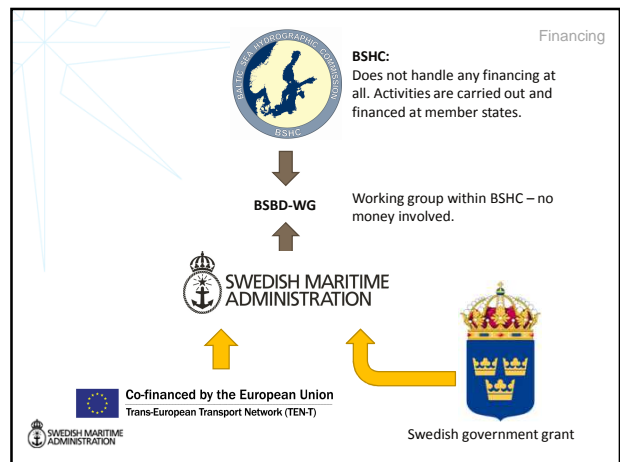 Financing
BALTIC SEA HYDROGRAPHIC COMMISSION
BSHC
BSHC:
Does not handle any financing at
all. Activities are carried out and
financed at member states.
BSBD-WG
Working group within BSHC – no
money involved.
SWEDISH MARITIME
ADMINISTRATION
Co-financed by the European Union
Trans-European Transport Network (TEN-T)
SWEDISH MARITIME
ADMINISTRATION
Swedish government grant